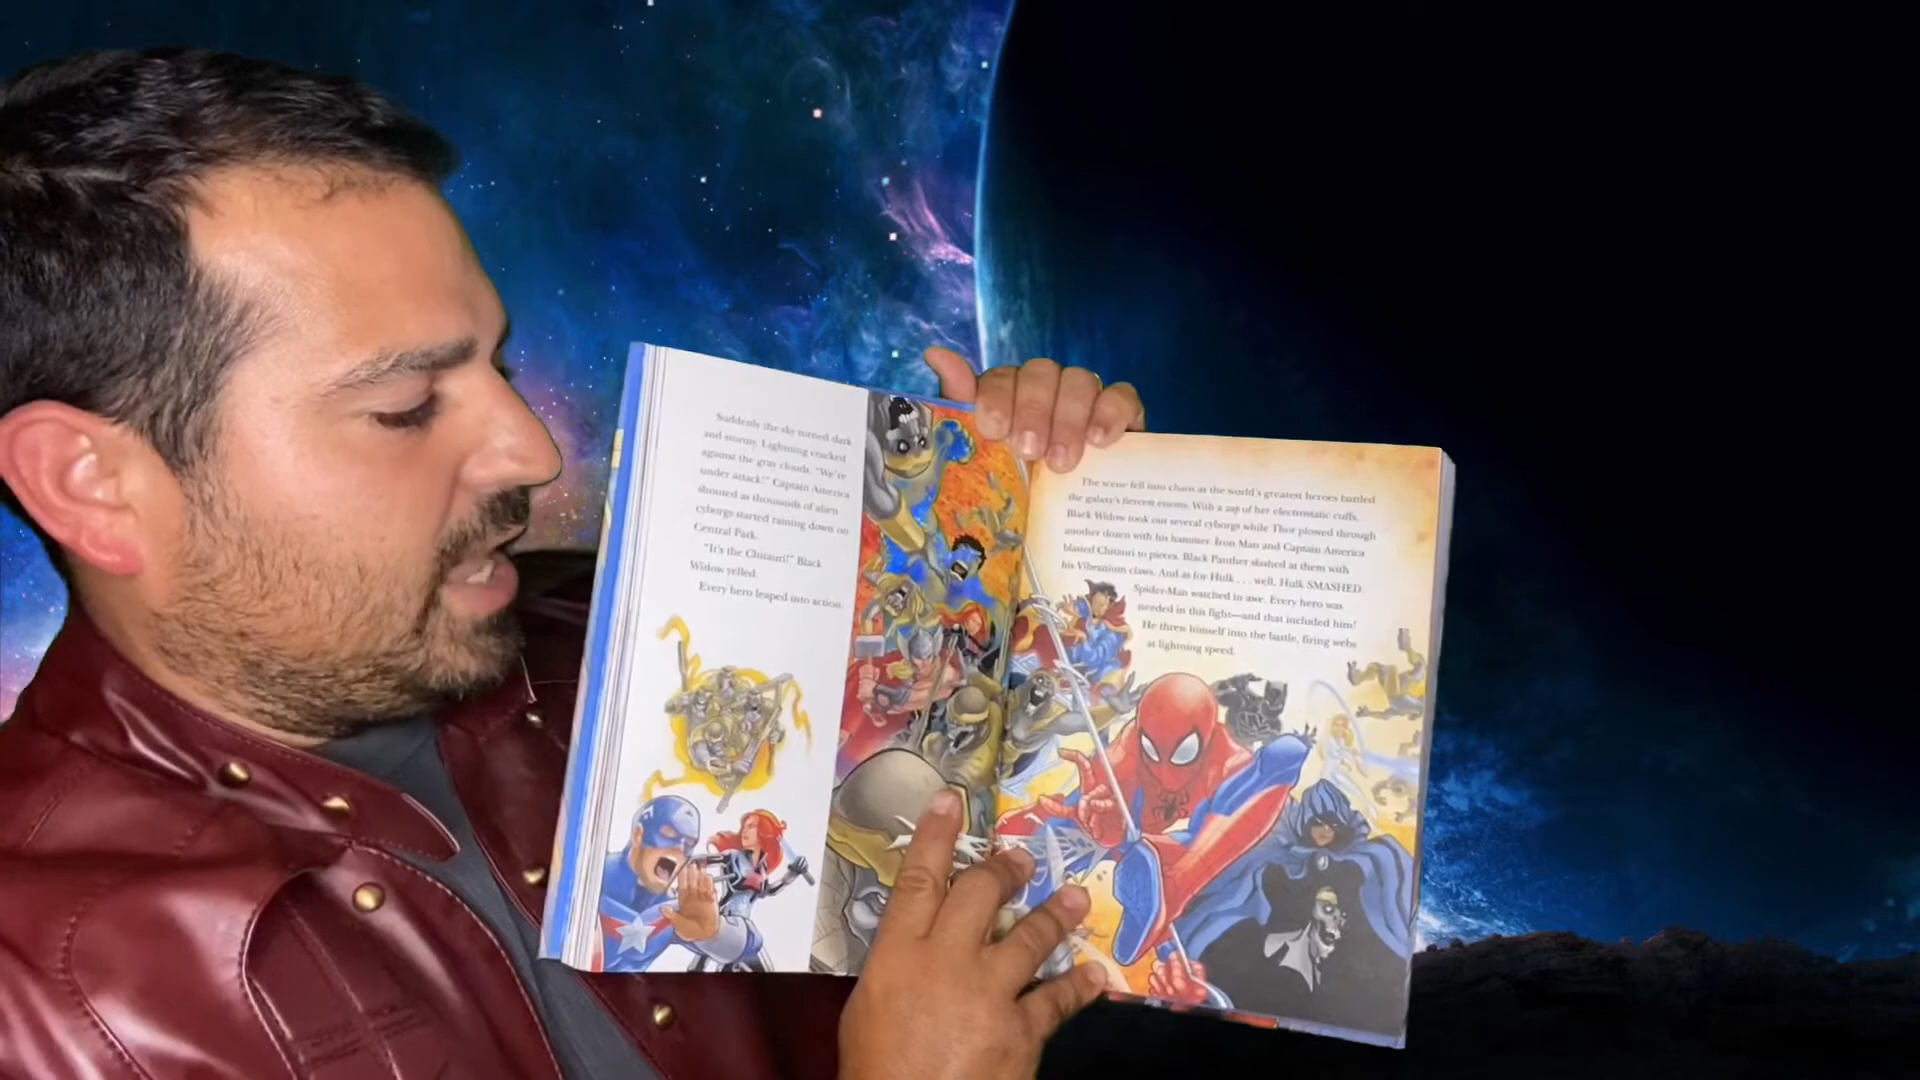 Suddenly the sky turned dark
and stormy. Lightning cracked
against the gray clouds. "We're
under attack!" Captain America
shouted as thousands of alien
cyborgs started raining down on
Central Park.
"It's the Chitauri!" Black
Widow yelled.
Every hero leaped into action.
The scene fell into chaos as the world's greatest heroes battled
the galaxy's fiercest enemy. With a zap of her electrostatic cuffs,
Black Widow took out several cyborgs while Thor plowed through
another dozen with his hammer. Iron Man and Captain America
blasted Chitauri to pieces. Black Panther slashed at them with
his Vibranium claws. And as for Hulk . . . well, Hulk SMASHED.
Spider-Man watched in awe. Every hero was
needed in this fight—and that included him!
He threw himself into the battle, firing webs
at lightning speed.